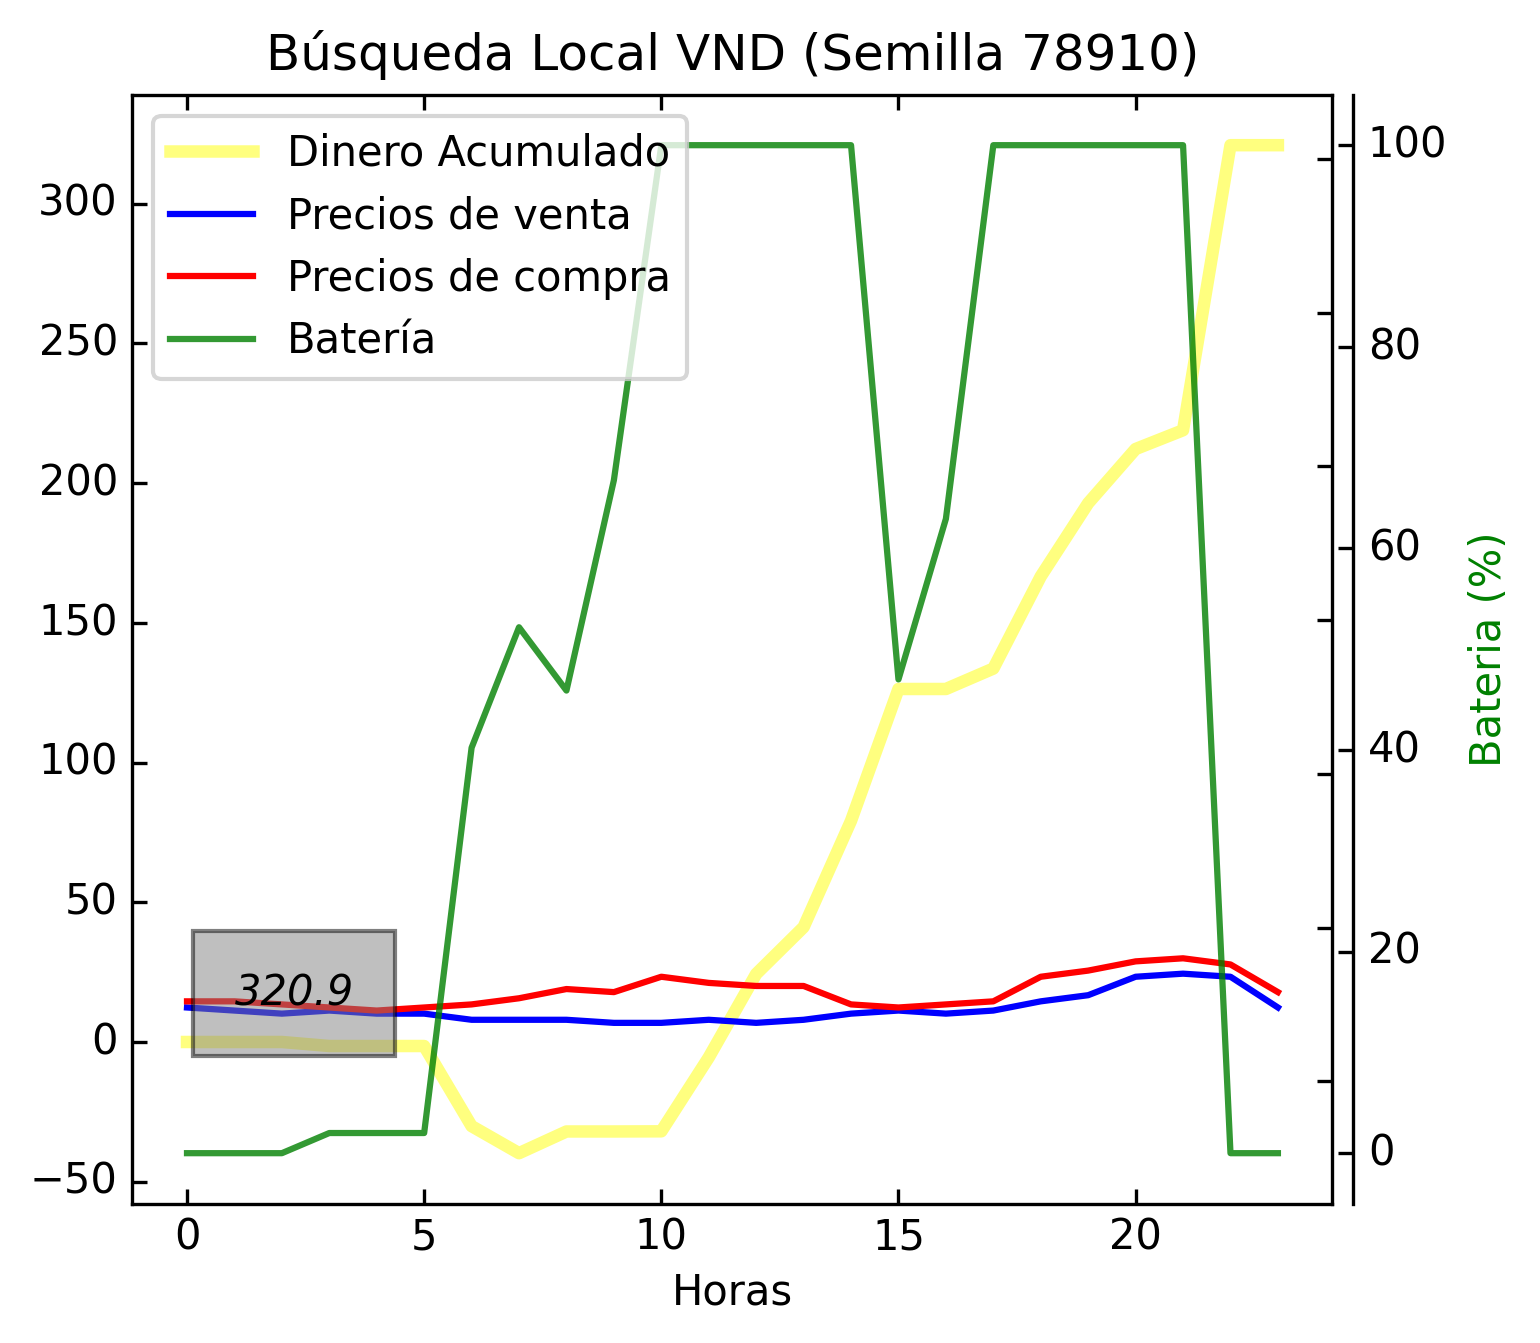 Búsqueda Local VND (Semilla 78910)
Dinero Acumulado
Precios de venta
Precios de compra
Batería
300
250
200
150
100
50
0
−50
320.9
100
80
60
40
20
0
Bateria (%)
0 5 10 15 20
Horas